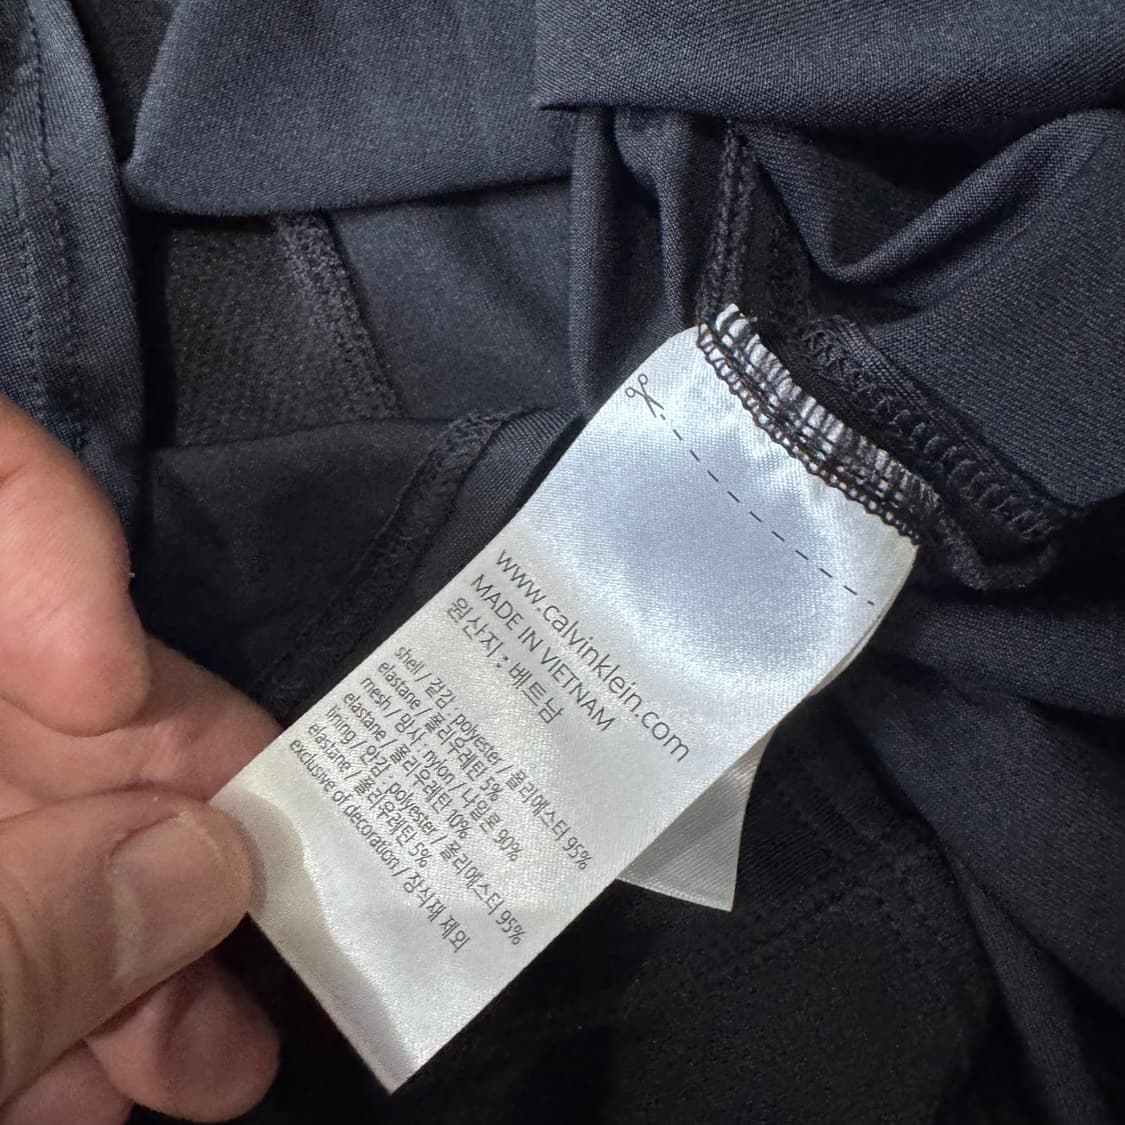 www.calvinklein.com
MADE IN VIETNAM
원산지 : 베트남
shell / 겉감 : polyester / 폴리에스터 95%
elastane / 폴리우레탄 5%
mesh / 망사 : nylon / 나일론 90%
elastane / 폴리우레탄 10%
lining / 안감 : polyester / 폴리에스터 95%
elastane / 폴리우레탄 5%
exclusive of decoration / 장식재 제외